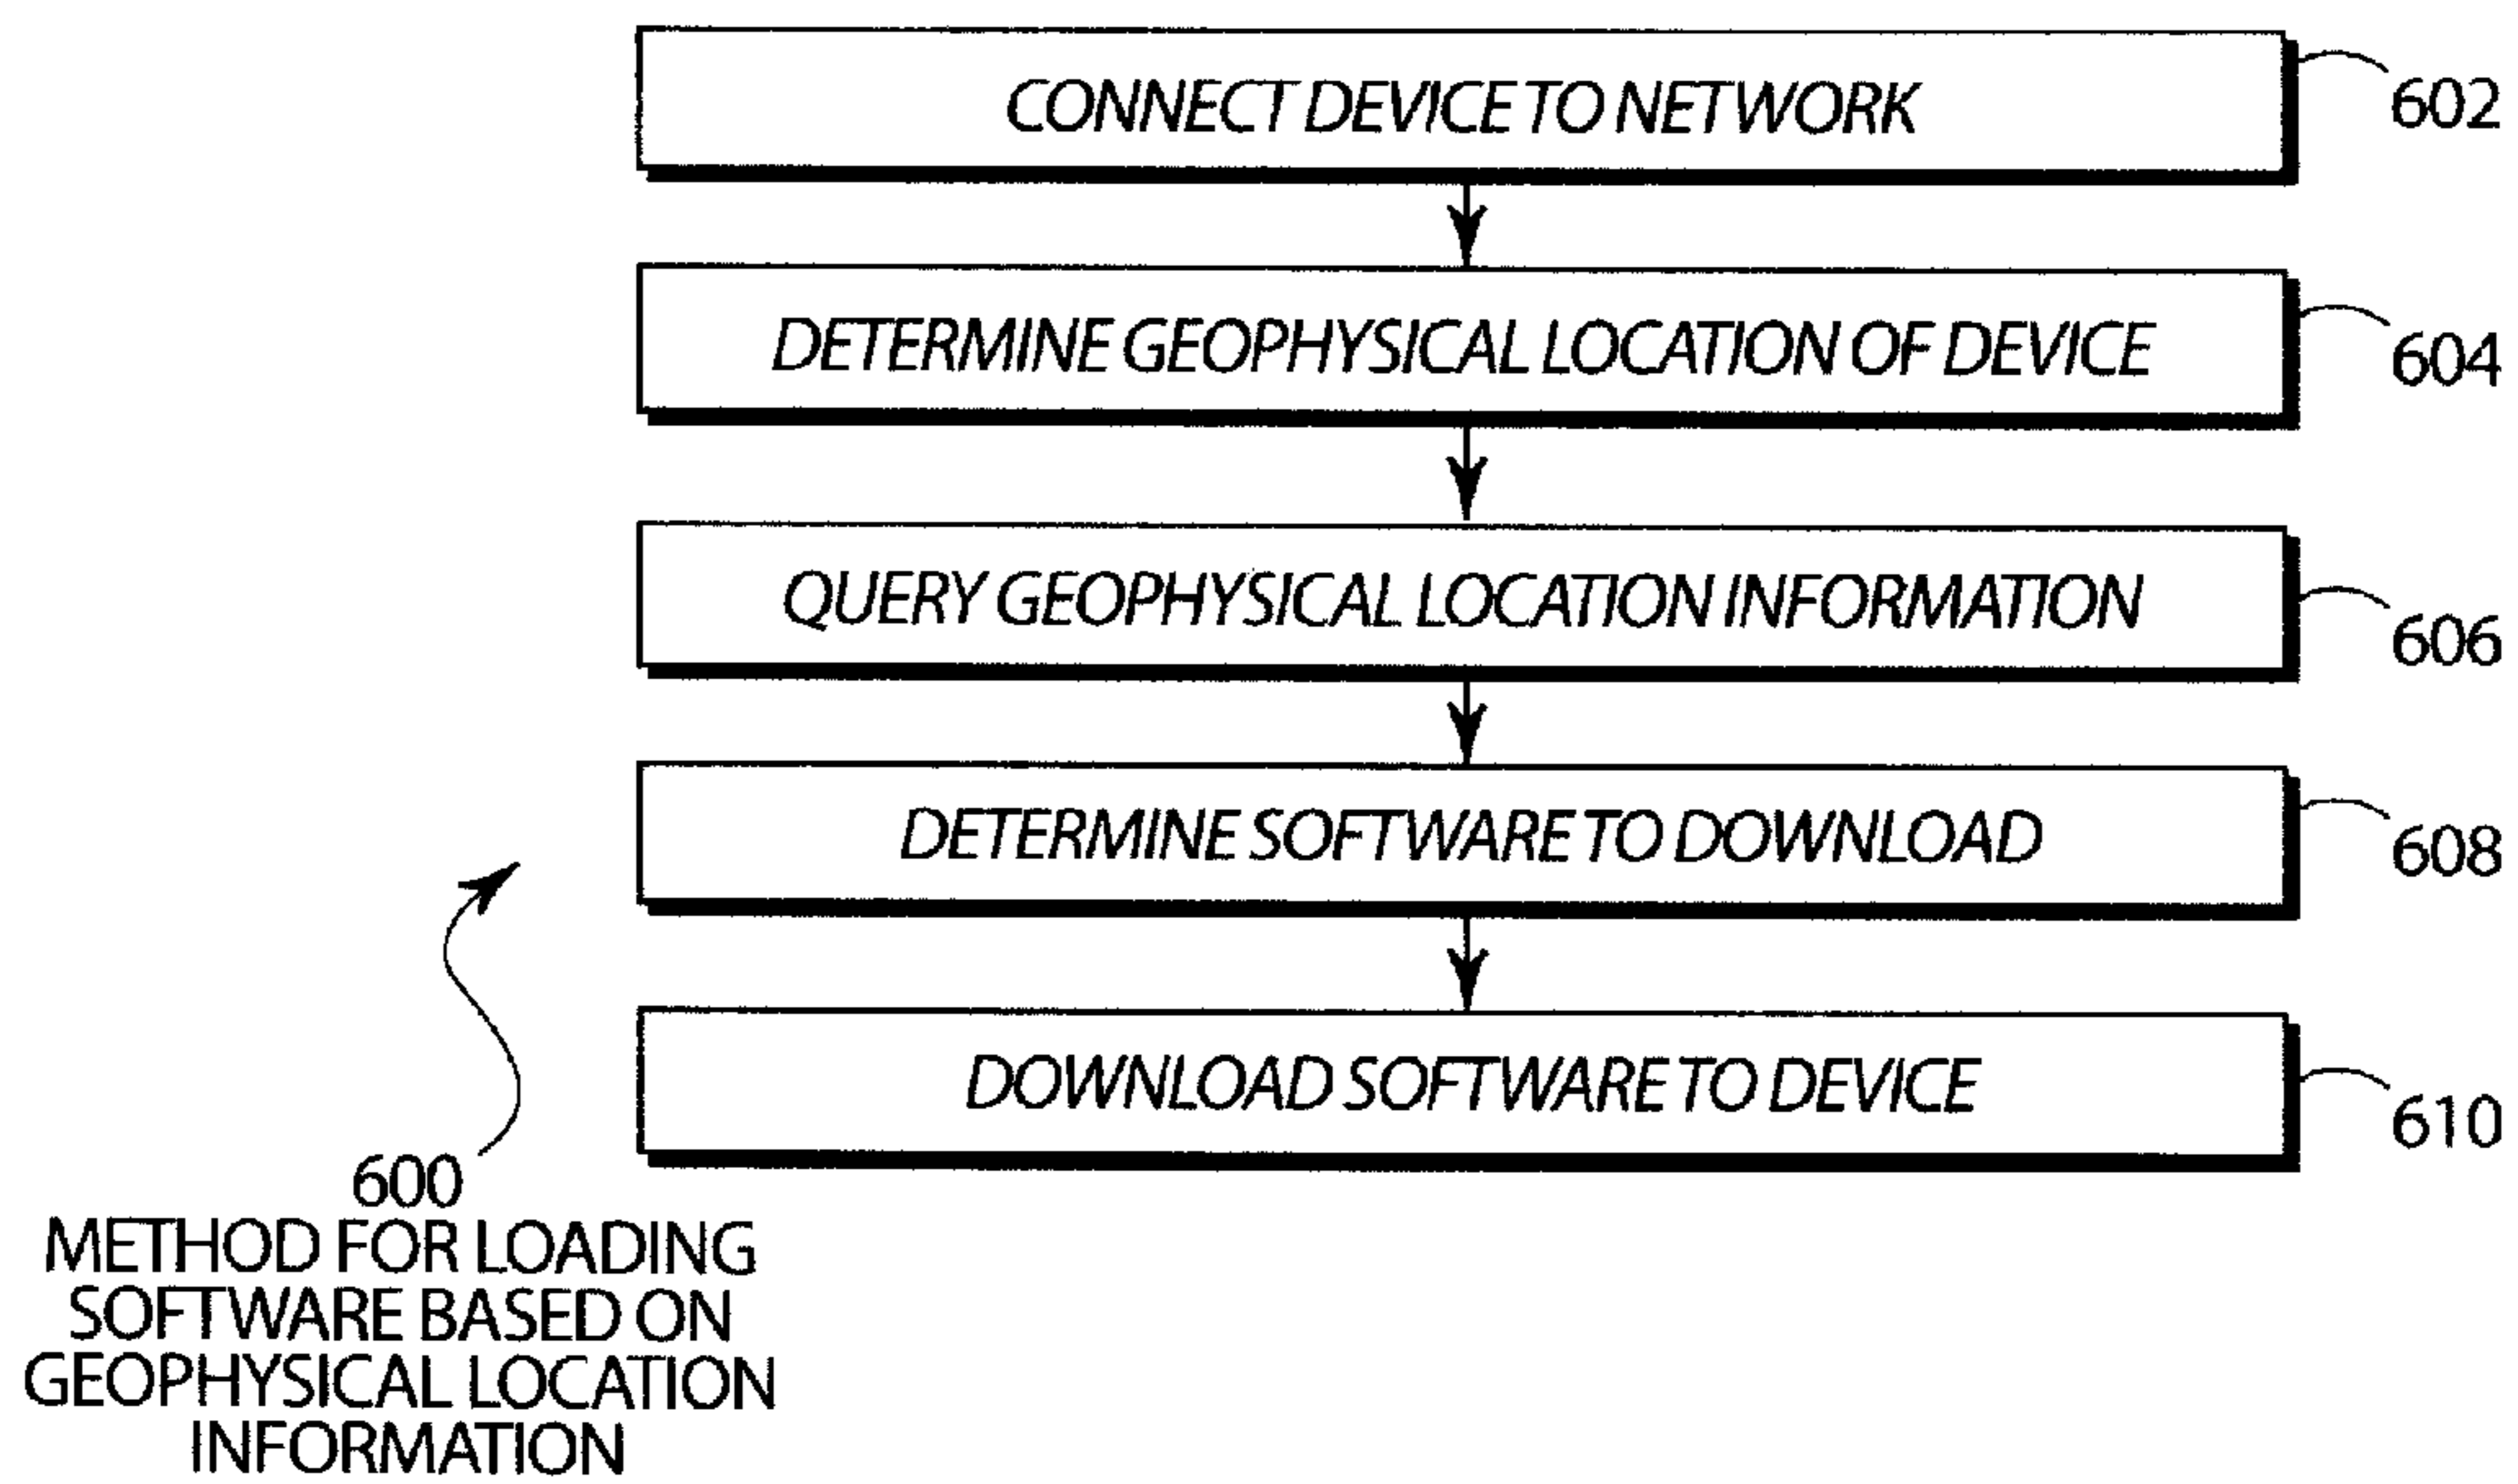 CONNECT DEVICE TO NETWORK
602
DETERMINE GEOPHYSICAL LOCATION OF DEVICE
604
QUERY GEOPHYSICAL LOCATION INFORMATION
606
DETERMINE SOFTWARE TO DOWNLOAD
608
DOWNLOAD SOFTWARE TO DEVICE
610
600
METHOD FOR LOADING
SOFTWARE BASED ON
GEOPHYSICAL LOCATION
INFORMATION